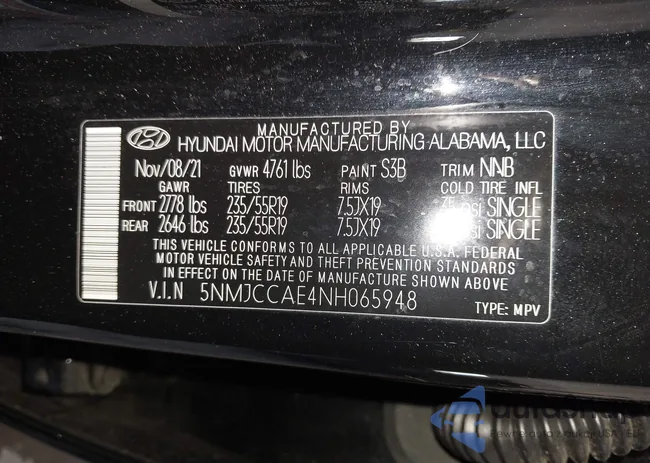 MANUFACTURED BY
HYUNDAI MOTOR MANUFACTURING ALABAMA, LLC
Nov/08/21 GVWR 4761 lbs PAINT S3B TRIM NNB
GAWR TIRES RIMS COLD TIRE INFL
FRONT 2778 lbs 235/55R19 7.5JX19 SINGLE
REAR 2646 lbs 235/55R19 7.5JX19 SINGLE
THIS VEHICLE CONFORMS TO ALL APPLICABLE U.S.A. FEDERAL
MOTOR VEHICLE SAFETY AND THEFT PREVENTION STANDARDS
IN EFFECT ON THE DATE OF MANUFACTURE SHOWN ABOVE
V.I.N 5NMJCCAE4NH065948
TYPE: MPV